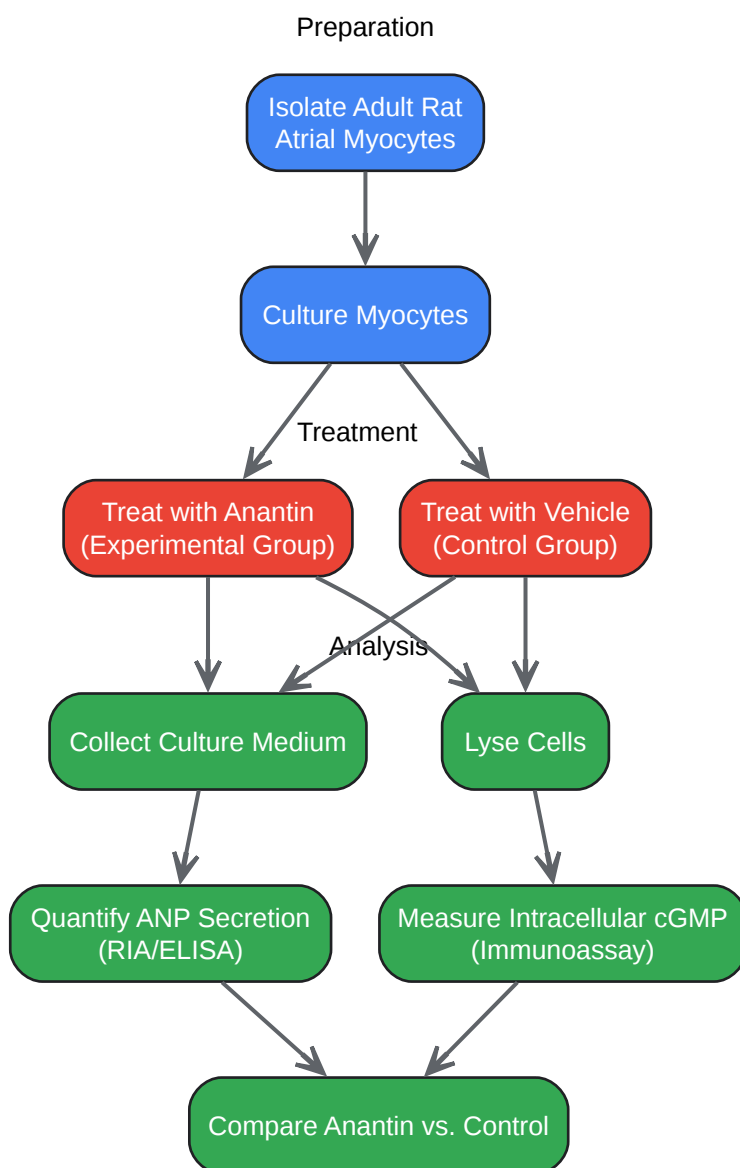 Preparation
Isolate Adult Rat
Atrial Myocytes
Culture Myocytes
Treatment
Treat with Anantin
(Experimental Group)
Treat with Vehicle
(Control Group)
Analysis
Collect Culture Medium
Lyse Cells
Quantify ANP Secretion
(RIA/ELISA)
Measure Intracellular cGMP
(Immunoassay)
Compare Anantin vs. Control